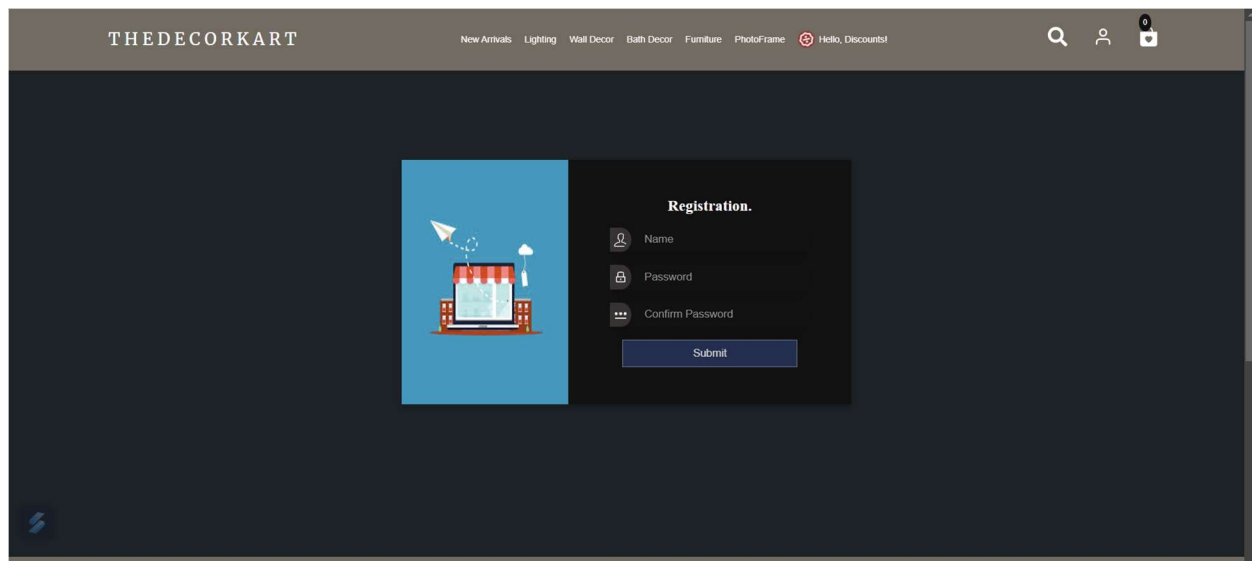 THEDECORKART
New Arrivals Lighting Wall Decor Bath Decor Furniture PhotoFrame Hello, Discounts!
0
Registration.
Name
Password
Confirm Password
Submit